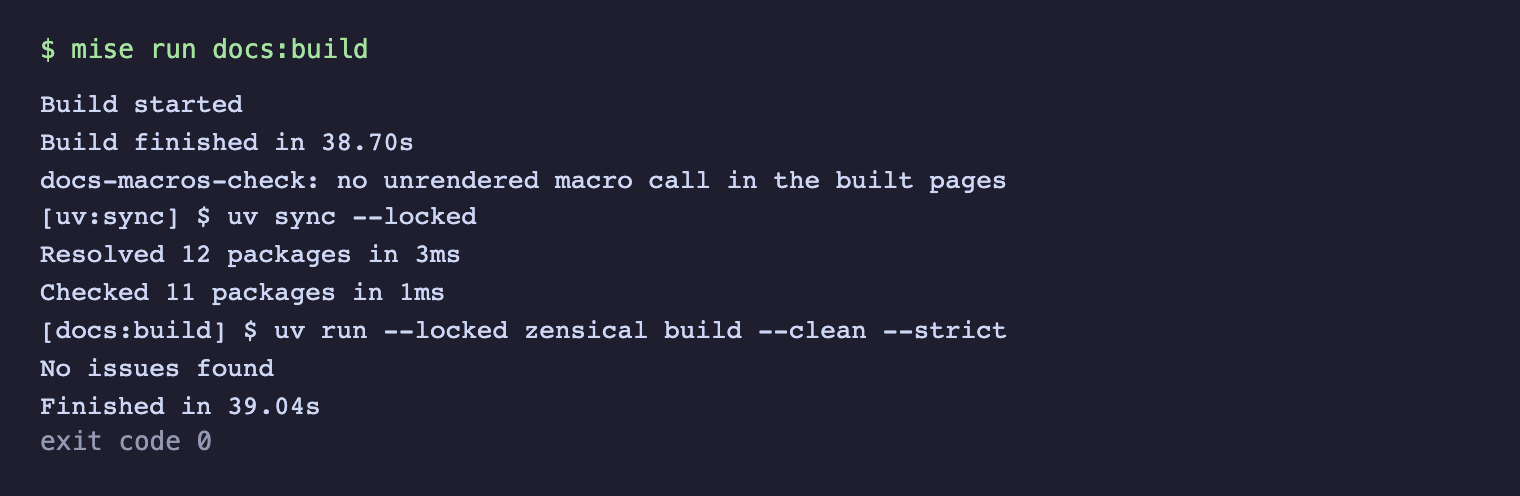 $ mise run docs:build
Build started
Build finished in 38.70s
docs-macros-check: no unrendered macro call in the built pages
[uv:sync] $ uv sync --locked
Resolved 12 packages in 3ms
Checked 11 packages in 1ms
[docs:build] $ uv run --locked zensical build --clean --strict
No issues found
Finished in 39.04s
exit code 0